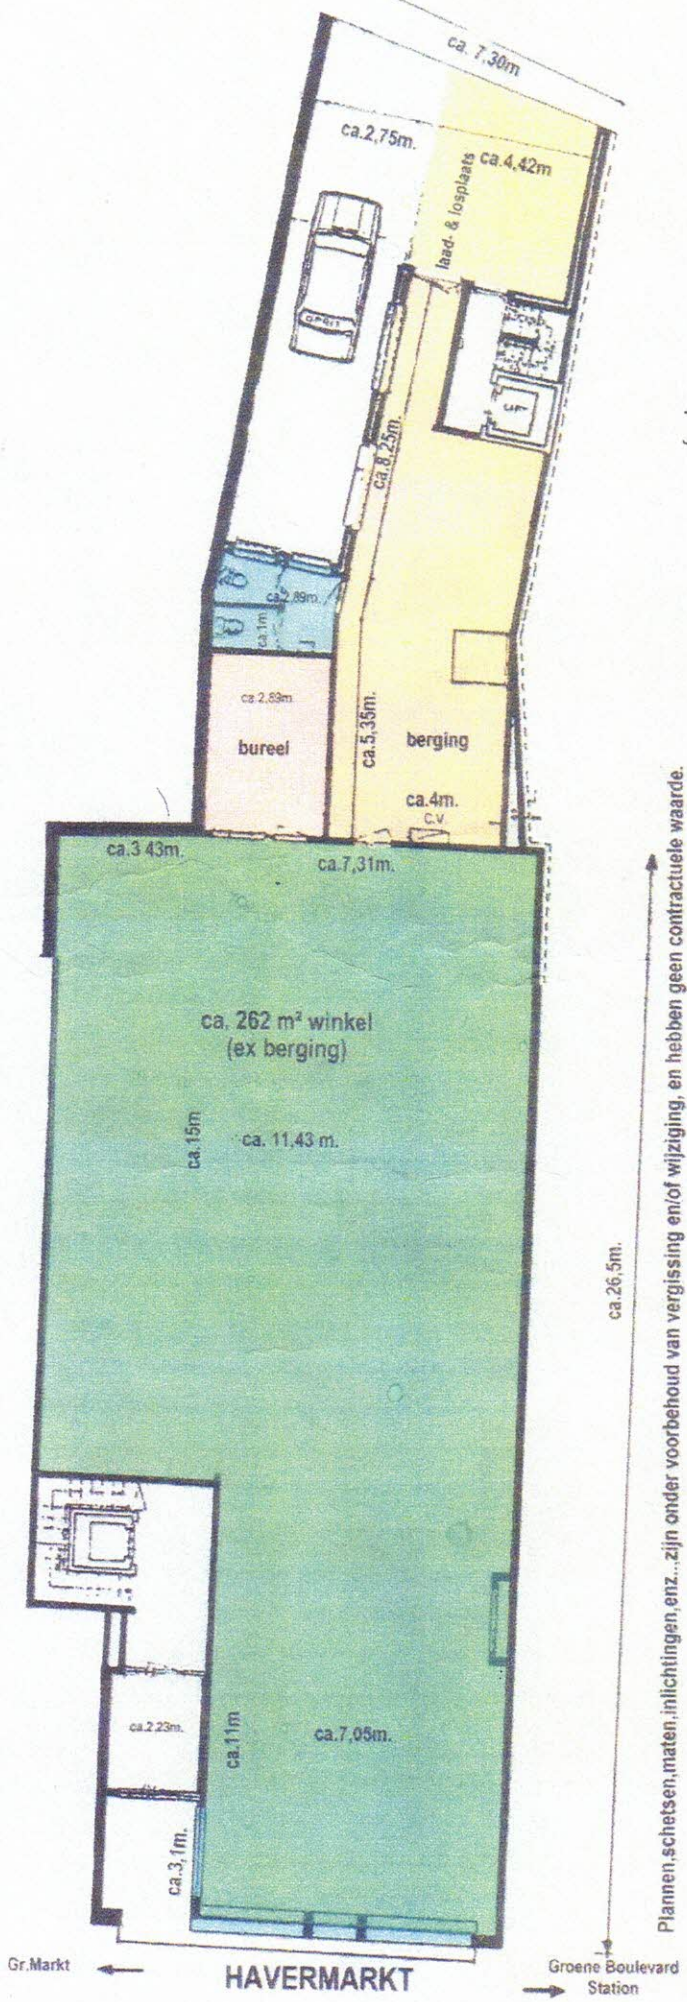 ca. 7,30m
ca.2,75m.
ca.4,42m
laad- & losplaats
ca.8,25m.
ca.2,89m.
ca.1m
ca.2,89m.
bureel
ca.5,35m.
berging
ca.4m.
C.V.
ca.3 43m.
ca.7,31m.
ca. 262 m² winkel
(ex berging)
ca.15m
ca. 11,43 m.
ca.26,5m.
ca.2,23m.
ca.11m
ca.7,05m.
ca.3,1m.
Plannen,schetsen,maten,inlichtingen,enz...zijn onder voorbehoud van vergissing en/of wijziging, en hebben geen contractuele waarde.
Gr.Markt
HAVERMARKT
Groene Boulevard
Station